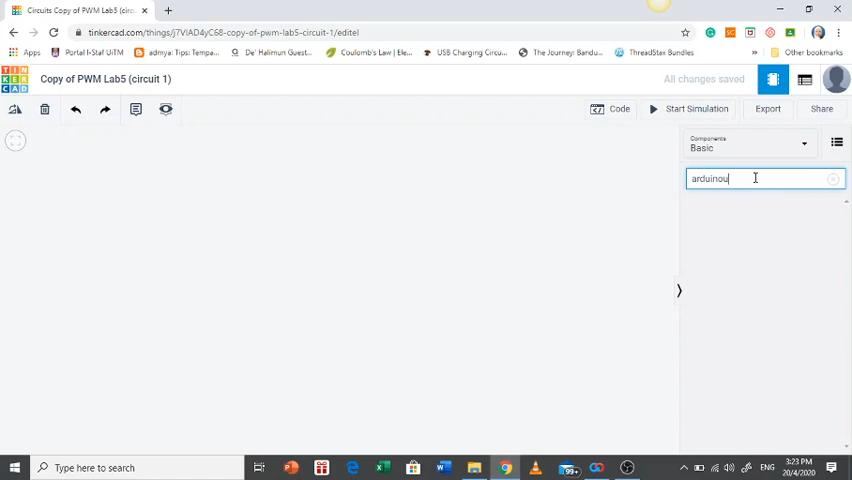 Circuits Copy of PWM Lab5 (circ
tinkercad.com/things/j7VIAD4yC68-copy-of-pwm-lab5-circuit-1/editel
Apps Portal I-Staf UiTM admya: Tips: Tempa... De' Halimun Guest... Coulomb's Law | Ele... USB Charging Circui... The Journey: Bandu... ThreadStax Bundles » Other bookmarks
TIN
KER
CAD
Copy of PWM Lab5 (circuit 1)
All changes saved
Code Start Simulation Export Share
Components
Basic
arduinou
Type here to search
99+
ENG
3:23 PM
20/4/2020